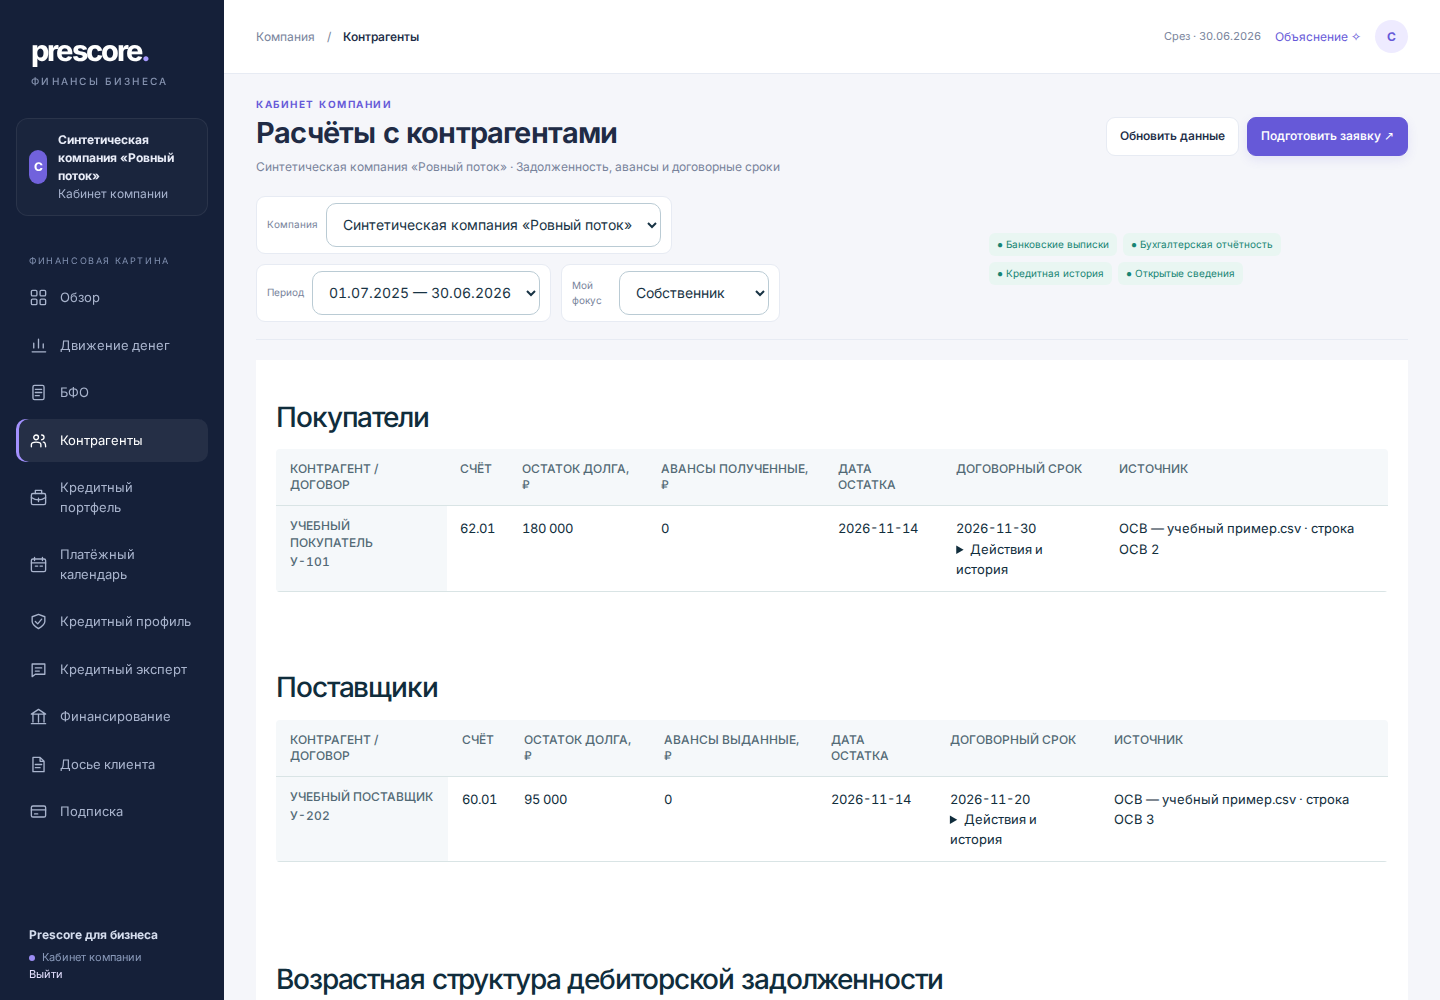 prescore.
ФИНАНСЫ БИЗНЕСА
С
Синтетическая
компания «Ровный
поток»
Кабинет компании
ФИНАНСОВАЯ КАРТИНА
Обзор
Движение денег
БФО
Контрагенты
Кредитный
портфель
Платёжный
календарь
Кредитный профиль
Кредитный эксперт
Финансирование
Досье клиента
Подписка
Prescore для бизнеса
Кабинет компании
Выйти
Компания / Контрагенты
Срез · 30.06.2026 Объяснение ✧ С
КАБИНЕТ КОМПАНИИ
Расчёты с контрагентами
Синтетическая компания «Ровный поток» · Задолженность, авансы и договорные сроки
Обновить данные
Подготовить заявку ↗
Компания Синтетическая компания «Ровный поток»
Период 01.07.2025 — 30.06.2026
Мой
фокус
Собственник
● Банковские выписки ● Бухгалтерская отчётность
● Кредитная история ● Открытые сведения
Покупатели
КОНТРАГЕНТ /
ДОГОВОР
СЧЁТ
ОСТАТОК ДОЛГА,
₽
АВАНСЫ ПОЛУЧЕННЫЕ,
₽
ДАТА
ОСТАТКА
ДОГОВОРНЫЙ СРОК
ИСТОЧНИК
УЧЕБНЫЙ
ПОКУПАТЕЛЬ
У-101
62.01
180 000
0
2026-11-14
2026-11-30
▶ Действия и
история
ОСВ — учебный пример.csv · строка
ОСВ 2
Поставщики
КОНТРАГЕНТ /
ДОГОВОР
СЧЁТ
ОСТАТОК ДОЛГА,
₽
АВАНСЫ ВЫДАННЫЕ,
₽
ДАТА
ОСТАТКА
ДОГОВОРНЫЙ СРОК
ИСТОЧНИК
УЧЕБНЫЙ ПОСТАВЩИК
У-202
60.01
95 000
0
2026-11-14
2026-11-20
▶ Действия и
история
ОСВ — учебный пример.csv · строка
ОСВ 3
Возрастная структура дебиторской задолженности